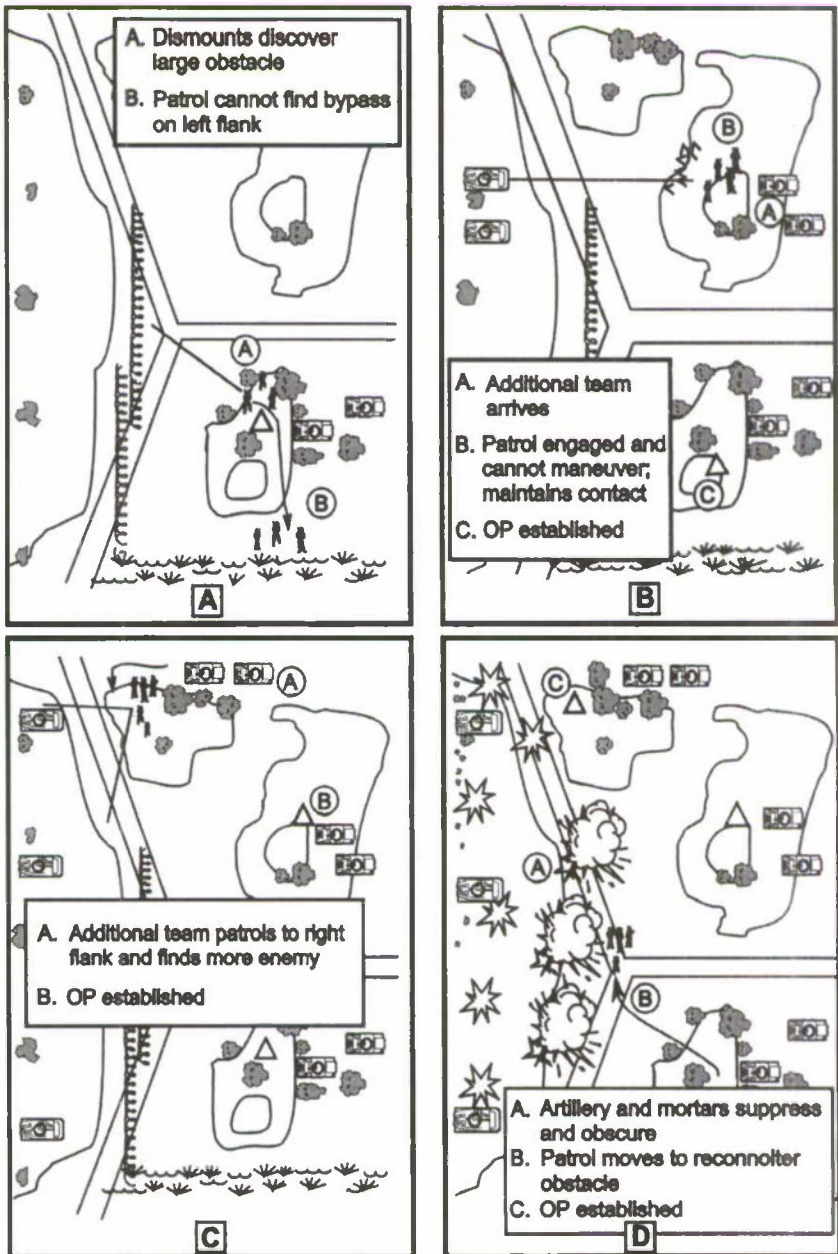 A. Dismounts discover
large obstacle
B. Patrol cannot find bypass
on left flank
A
B
A
B
A
A. Additional team
arrives
B. Patrol engaged and
cannot maneuver;
maintains contact
C. OP established
C
B
A
B
A. Additional team patrols to right
flank and finds more enemy
B. OP established
C
C
A
B
A. Artillery and mortars suppress
and obscure
B. Patrol moves to reconnoiter
obstacle
C. OP established
D